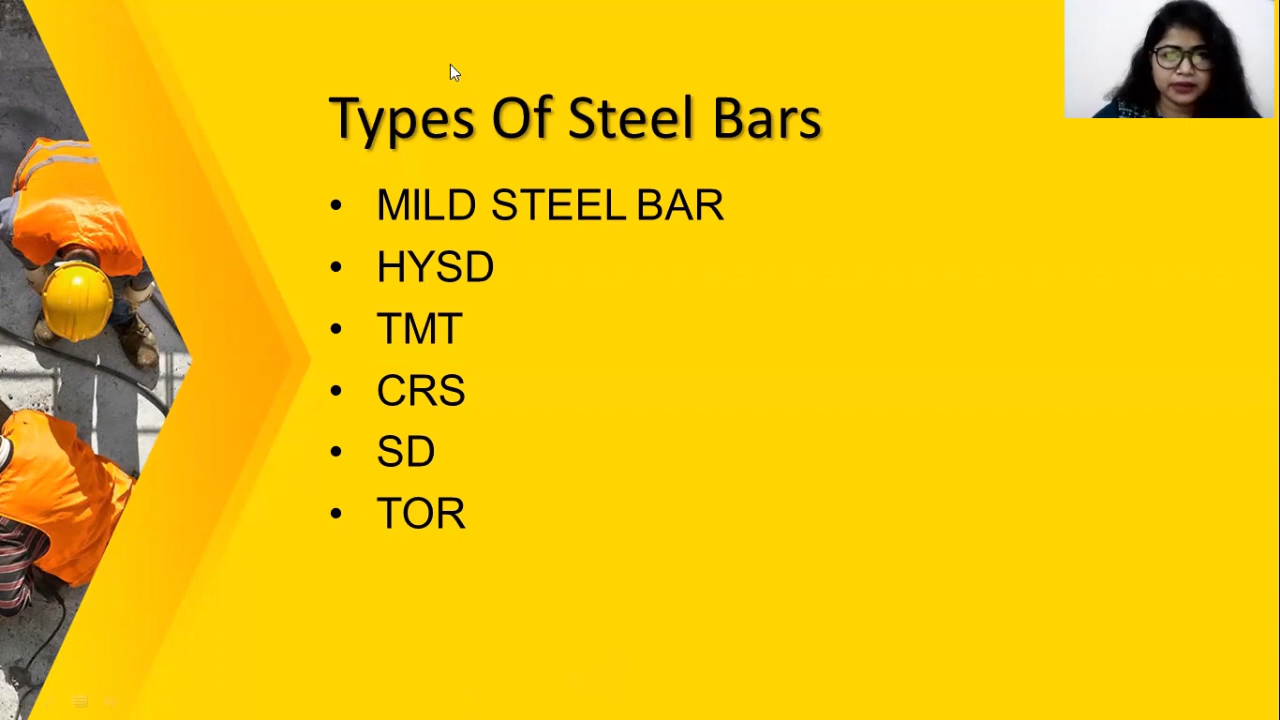 Types Of Steel Bars
• MILD STEEL BAR
• HYSD
• TMT
• CRS
• SD
• TOR